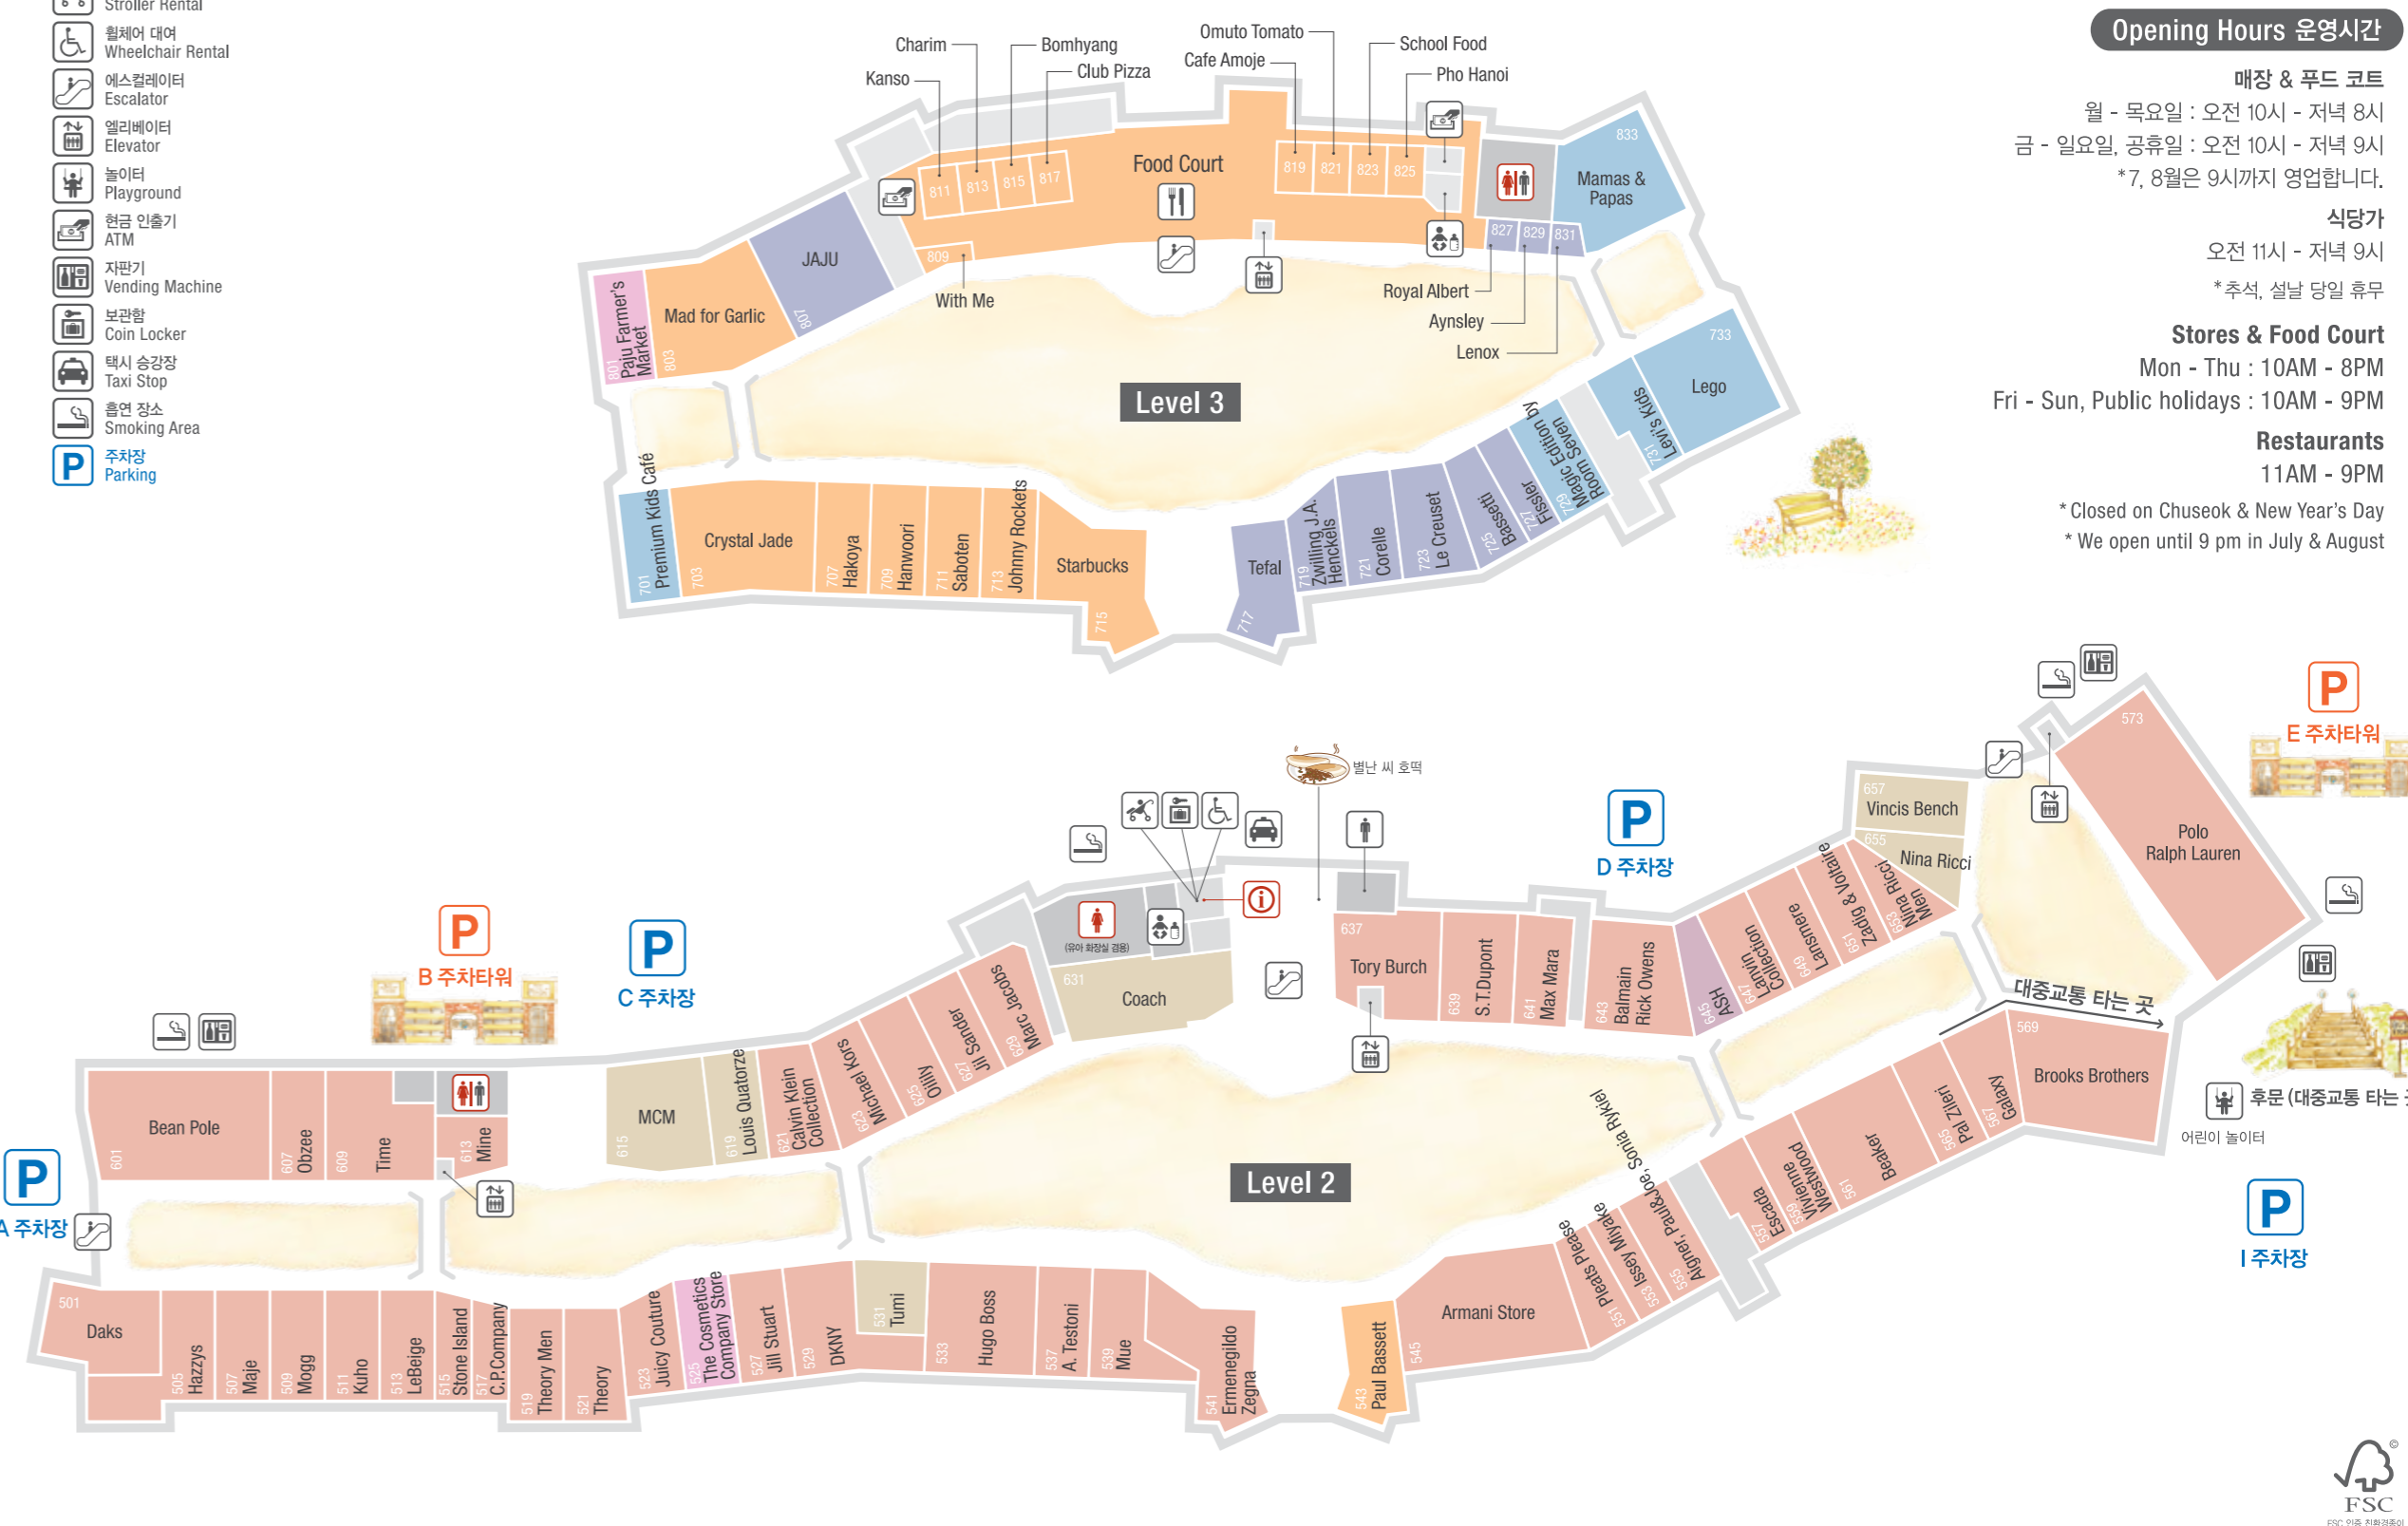 Stroller Rental
휠체어 대여
Wheelchair Rental
에스컬레이터
Escalator
엘리베이터
Elevator
놀이터
Playground
현금 인출기
ATM
자판기
Vending Machine
보관함
Coin Locker
택시 승강장
Taxi Stop
흡연 장소
Smoking Area
P
주차장
Parking
Opening Hours 운영시간
매장 & 푸드 코트
월 - 목요일 : 오전 10시 - 저녁 8시
금 - 일요일, 공휴일 : 오전 10시 - 저녁 9시
*7, 8월은 9시까지 영업합니다.
식당가
오전 11시 - 저녁 9시
*추석, 설날 당일 휴무
Stores & Food Court
Mon - Thu : 10AM - 8PM
Fri - Sun, Public holidays : 10AM - 9PM
Restaurants
11AM - 9PM
* Closed on Chuseok & New Year's Day
* We open until 9 pm in July & August
Level 3
801
Paju Farmer's
Market
803
Mad for Garlic
807
JAJU
809
With Me
811
Kanso
813
Charim
815
Bomhyang
817
Club Pizza
Food Court
819
Cafe Amoje
821
Omuto Tomato
823
School Food
825
Pho Hanoi
827
Royal Albert
829
Aynsley
831
Lenox
833
Mamas &
Papas
701
Premium Kids Café
703
Crystal Jade
707
Hakoya
709
Hanwoori
711
Saboten
713
Johnny Rockets
715
Starbucks
717
Tefal
719
Zwilling J.A.
Henckels
721
Corelle
723
Le Creuset
725
Bassetti
727
Fissler
729
Magic Edition by
Room Seven
731
Levi's Kids
733
Lego
Level 2
601
Bean Pole
607
Obzee
609
Time
613
Mine
615
MCM
619
Louis Quatorze
621
Calvin Klein
Collection
623
Michael Kors
625
Oilily
627
Jill Sander
629
Marc Jacobs
631
Coach
(유아 화장실 겸용)
i
별난 씨 호떡
637
Tory Burch
639
S.T.Dupont
641
Max Mara
643
Balmain
Rick Owens
645
ASH
647
Lanvin
Collection
649
Lansmere
651
Zadig & Voltaire
653
Nina Ricci
Men
655
Nina Ricci
657
Vincis Bench
573
Polo
Ralph Lauren
대중교통 타는 곳
569
Brooks Brothers
567
Galaxy
565
Pal Zileri
561
Beaker
559
Vivienne
Westwood
557
Escada
555
Aigner, Paul&Joe, Sonia Rykiel
553
Issey Miyake
551
Pleats Please
545
Armani Store
543
Paul Bassett
541
Ermenegildo
Zegna
539
Mue
537
A. Testoni
533
Hugo Boss
531
Tumi
529
DKNY
527
Jill Stuart
525
The Cosmetics
Company Store
523
Juicy Couture
521
Theory
519
Theory Men
517
C.P.Company
515
Stone Island
513
LeBeige
511
Kuho
509
Mogg
507
Maje
505
Hazzys
501
Daks
P
A 주차장
P
B 주차타워
P
C 주차장
P
D 주차장
P
E 주차타워
후문 (대중교통 타는
어린이 놀이터
P
I 주차장
©
FSC
FSC 인증 친환경종이